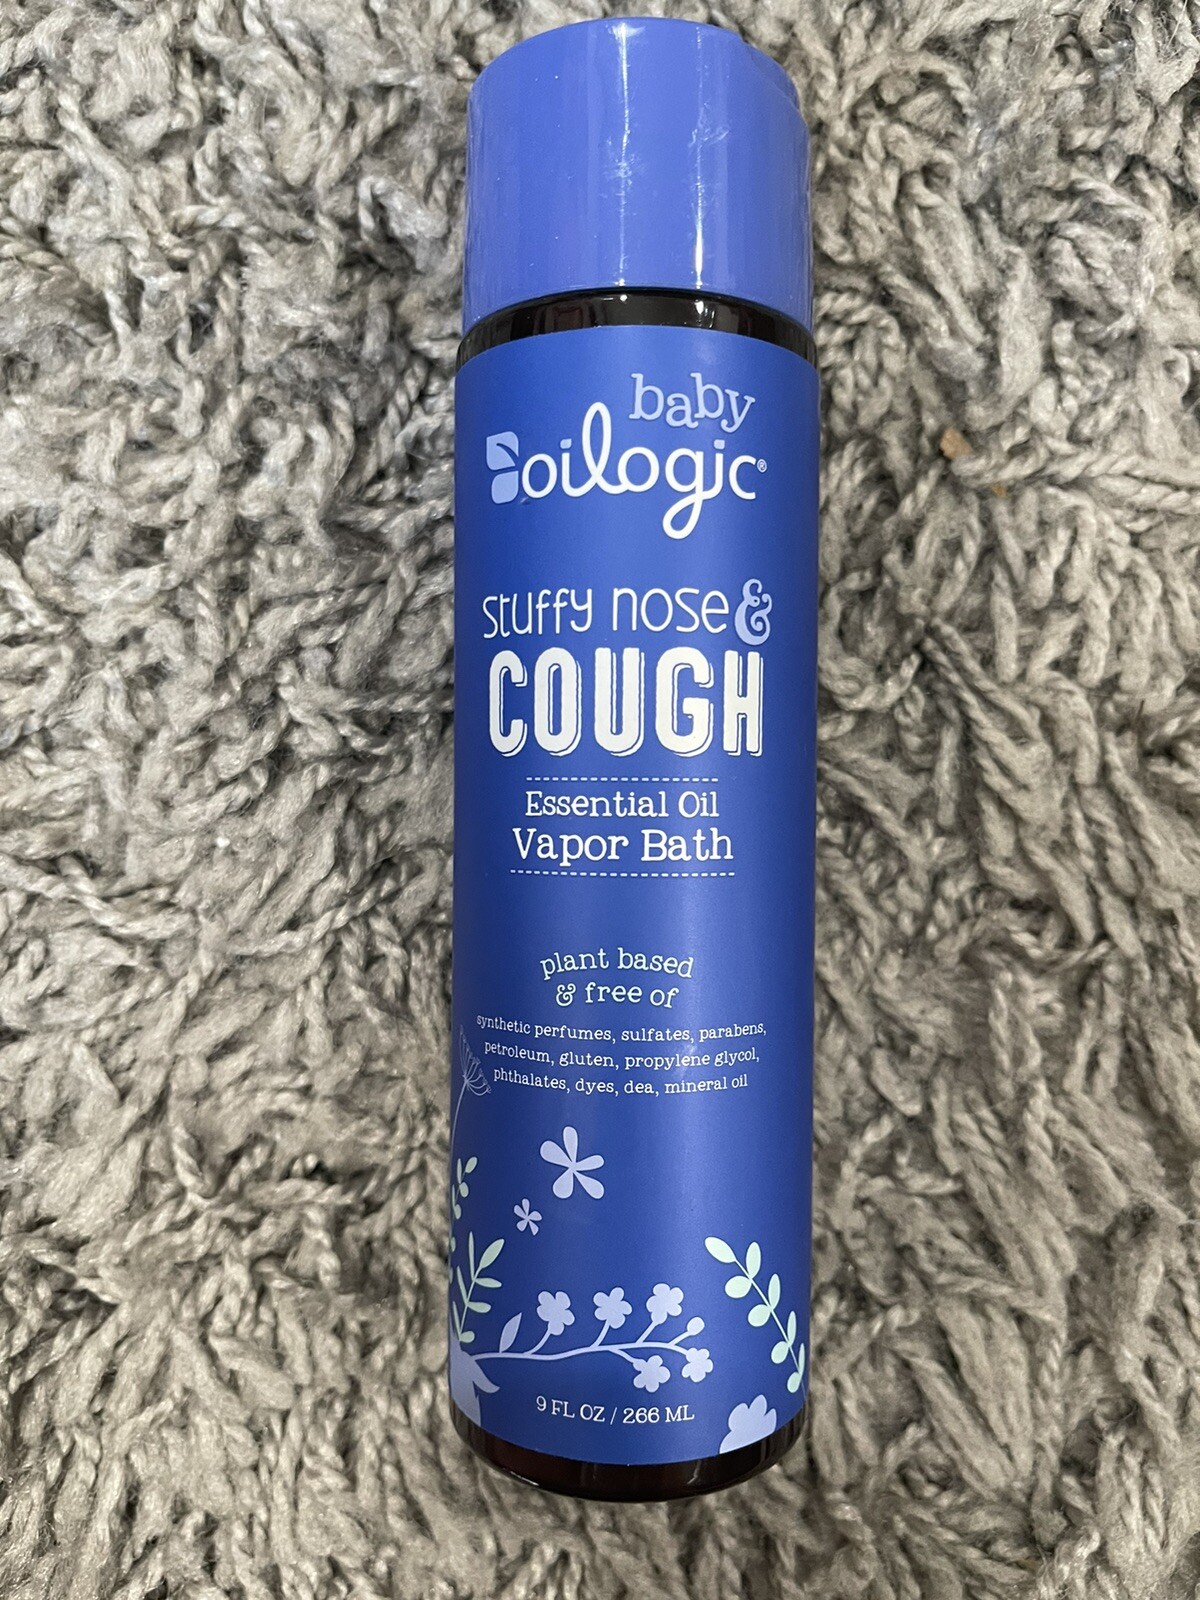 baby
oilogic®
stuffy nose &
COUGH
Essential Oil
Vapor Bath
plant based
& free of
synthetic perfumes, sulfates, parabens,
petroleum, gluten, propylene glycol,
phthalates, dyes, dea, mineral oil
9 FL OZ / 266 ML